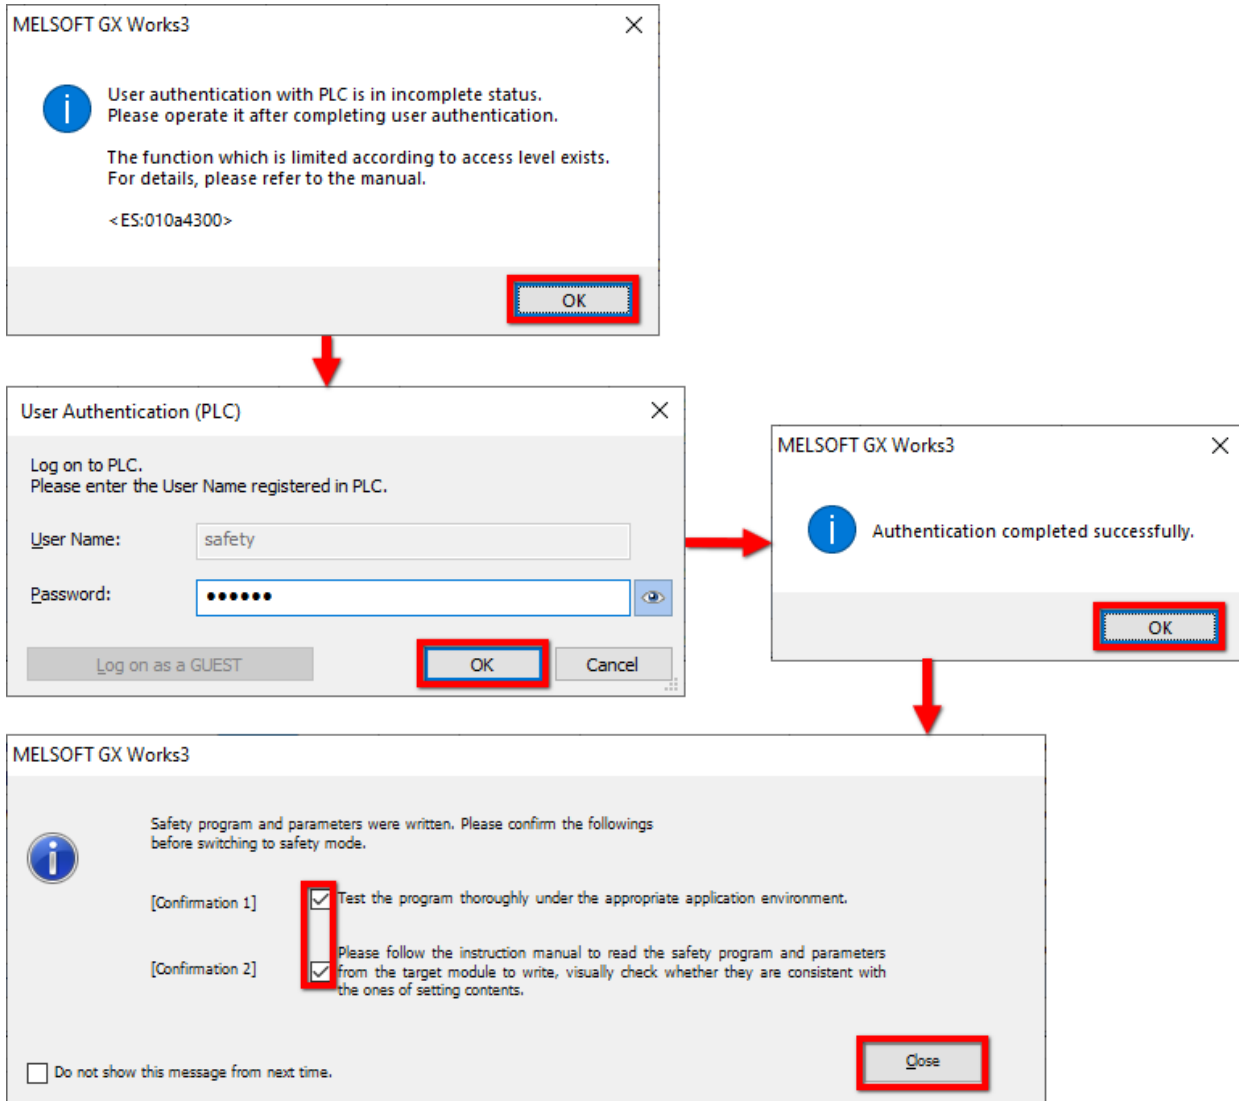 MELSOFT GX Works3
User authentication with PLC is in incomplete status.
Please operate it after completing user authentication.
The function which is limited according to access level exists.
For details, please refer to the manual.
<ES:010a4300>
OK
User Authentication (PLC)
Log on to PLC.
Please enter the User Name registered in PLC.
User Name:
safety
Password:
••••••
Log on as a GUEST
OK
Cancel
MELSOFT GX Works3
Authentication completed successfully.
OK
MELSOFT GX Works3
Safety program and parameters were written. Please confirm the followings
before switching to safety mode.
[Confirmation 1]
Test the program thoroughly under the appropriate application environment.
[Confirmation 2]
Please follow the instruction manual to read the safety program and parameters
from the target module to write, visually check whether they are consistent with
the ones of setting contents.
Do not show this message from next time.
Close